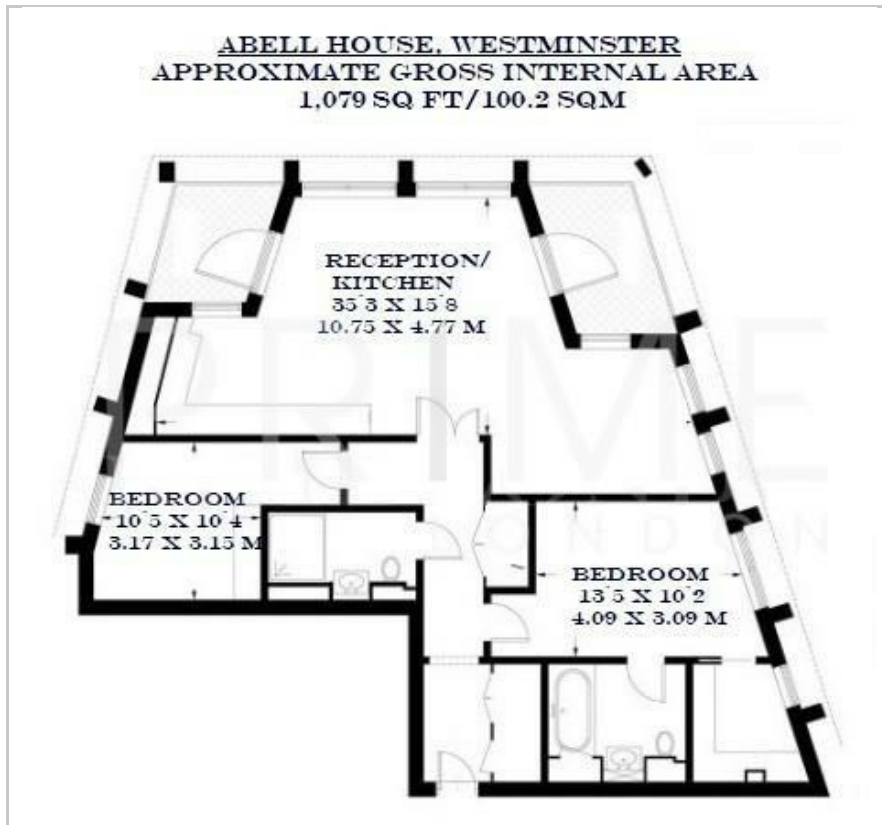 ABELL HOUSE, WESTMINSTER
APPROXIMATE GROSS INTERNAL AREA
1,079 SQ FT/100.2 SQM
RECEPTION/
KITCHEN
35'3 X 15'8
10.75 X 4.77 M
PRIME
LONDON
BEDROOM
10'5 X 10'4
3.17 X 3.15 M
BEDROOM
13'5 X 10'2
4.09 X 3.09 M